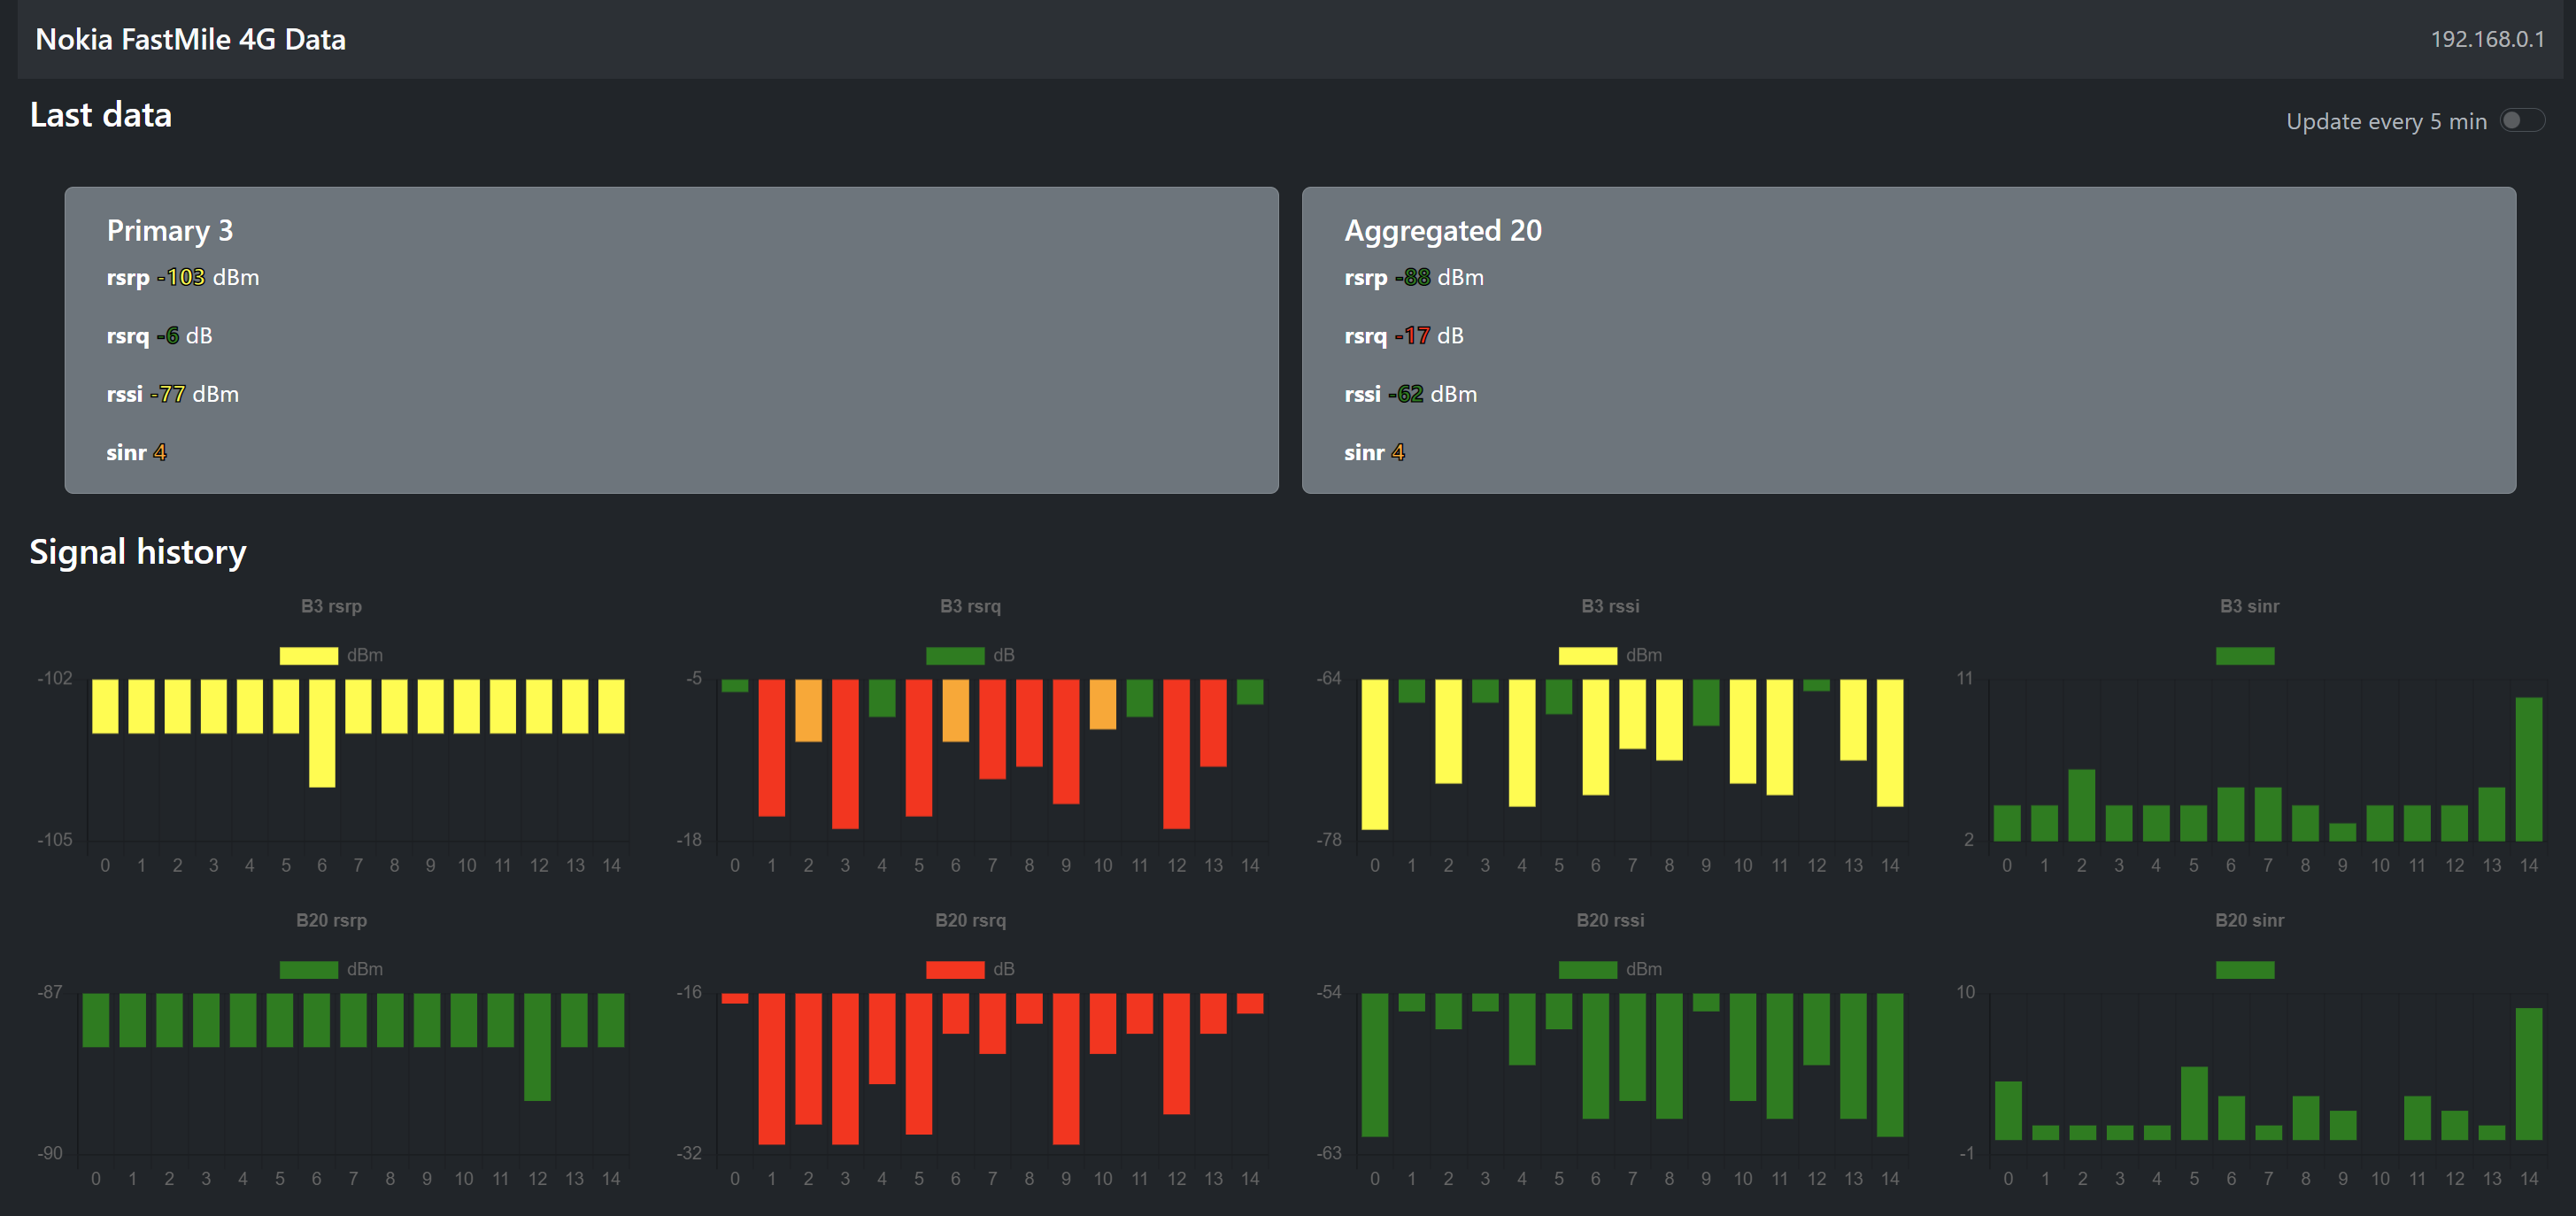 Nokia FastMile 4G Data
192.168.0.1
Last data
Update every 5 min
Primary 3
rsrp -103 dBm
rsrq -6 dB
rssi -77 dBm
sinr 4
Aggregated 20
rsrp -88 dBm
rsrq -17 dB
rssi -62 dBm
sinr 4
Signal history
B3 rsrp
dBm
-102
-105
0 1 2 3 4 5 6 7 8 9 10 11 12 13 14
B3 rsrq
dB
-5
-18
0 1 2 3 4 5 6 7 8 9 10 11 12 13 14
B3 rssi
dBm
-64
-78
0 1 2 3 4 5 6 7 8 9 10 11 12 13 14
B3 sinr
11
2
0 1 2 3 4 5 6 7 8 9 10 11 12 13 14
B20 rsrp
dBm
-87
-90
0 1 2 3 4 5 6 7 8 9 10 11 12 13 14
B20 rsrq
dB
-16
-32
0 1 2 3 4 5 6 7 8 9 10 11 12 13 14
B20 rssi
dBm
-54
-63
0 1 2 3 4 5 6 7 8 9 10 11 12 13 14
B20 sinr
10
-1
0 1 2 3 4 5 6 7 8 9 10 11 12 13 14